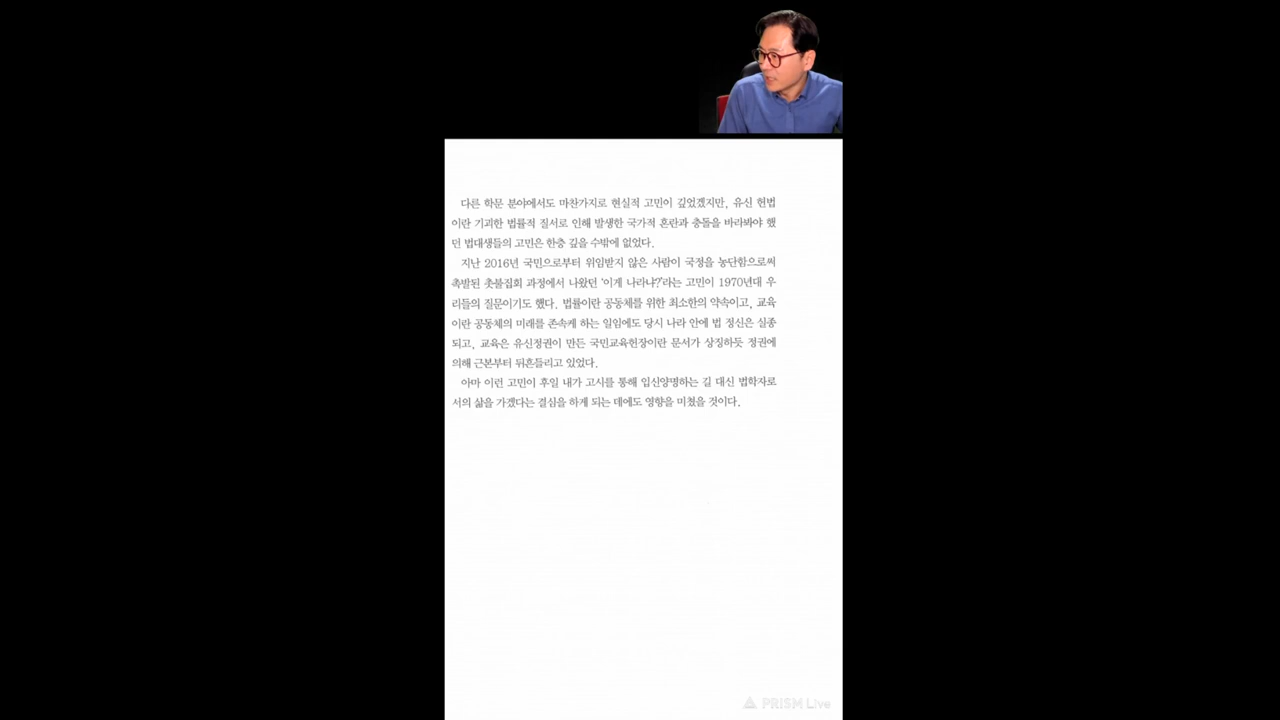 다른 학문 분야에서도 마찬가지로 현실적 고민이 깊었겠지만, 유신 헌법
이란 기괴한 법률적 질서로 인해 발생한 국가적 혼란과 충돌을 바라봐야 했
던 법대생들의 고민은 한층 깊을 수밖에 없었다.
지난 2016년 국민으로부터 위임받지 않은 사람이 국정을 농단함으로써
촉발된 촛불집회 과정에서 나왔던 ‘이게 나라냐?’라는 고민이 1970년대 우
리들의 질문이기도 했다. 법률이란 공동체를 위한 최소한의 약속이고, 교육
이란 공동체의 미래를 존속케 하는 일임에도 당시 나라 안에 법 정신은 실종
되고, 교육은 유신정권이 만든 국민교육헌장이란 문서가 상징하듯 정권에
의해 근본부터 뒤흔들리고 있었다.
아마 이런 고민이 후일 내가 고시를 통해 입신양명하는 길 대신 법학자로
서의 삶을 가겠다는 결심을 하게 되는 데에도 영향을 미쳤을 것이다.
PRISM Live